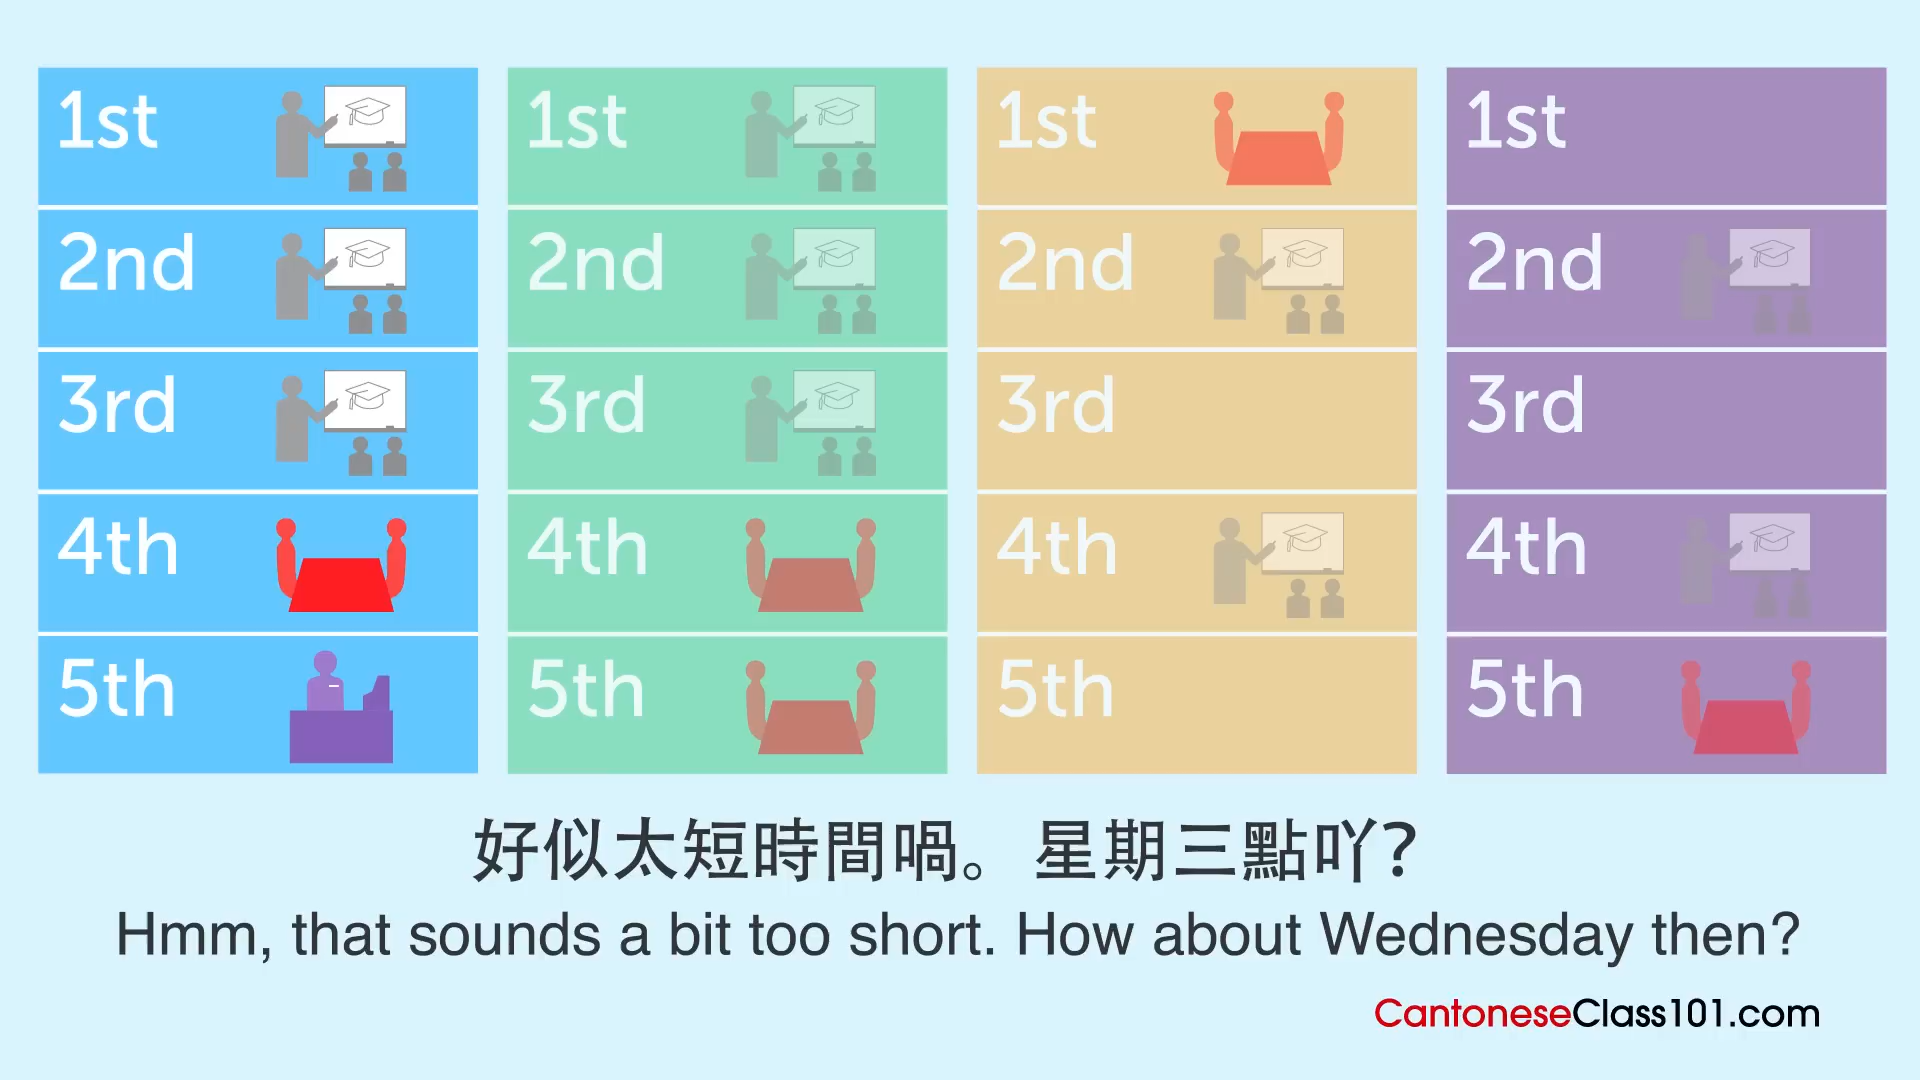 1st
2nd
3rd
4th
5th
1st
2nd
3rd
4th
5th
1st
2nd
3rd
4th
5th
1st
2nd
3rd
4th
5th
好似太短時間喎。星期三點吖?
Hmm, that sounds a bit too short. How about Wednesday then?
CantoneseClass101.com